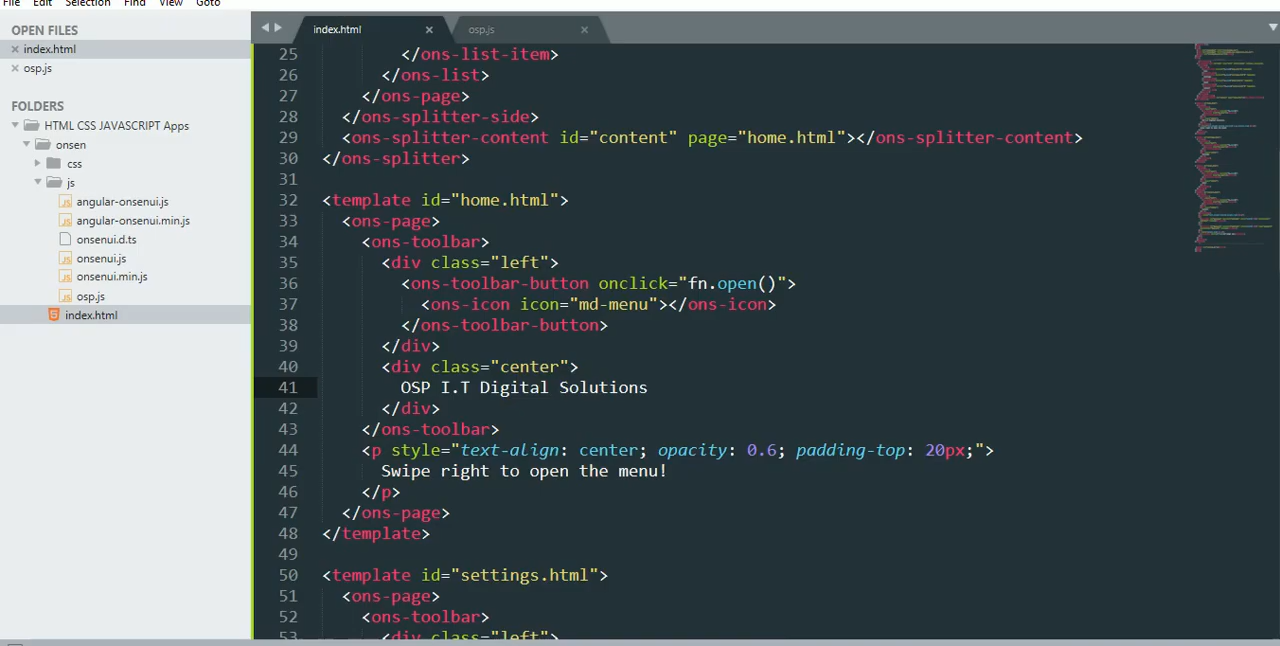 File Edit Selection Find View Goto
OPEN FILES
index.html
osp.js
FOLDERS
HTML CSS JAVASCRIPT Apps
onsen
css
js
angular-onsenui.js
angular-onsenui.min.js
onsenui.d.ts
onsenui.js
onsenui.min.js
osp.js
index.html
index.html osp.js
25 </ons-list-item>
26 </ons-list>
27 </ons-page>
28 </ons-splitter-side>
29 <ons-splitter-content id="content" page="home.html"></ons-splitter-content>
30 </ons-splitter>
31
32 <template id="home.html">
33 <ons-page>
34 <ons-toolbar>
35 <div class="left">
36 <ons-toolbar-button onclick="fn.open()">
37 <ons-icon icon="md-menu"></ons-icon>
38 </ons-toolbar-button>
39 </div>
40 <div class="center">
41 OSP I.T Digital Solutions
42 </div>
43 </ons-toolbar>
44 <p style="text-align: center; opacity: 0.6; padding-top: 20px;">
45 Swipe right to open the menu!
46 </p>
47 </ons-page>
48 </template>
49
50 <template id="settings.html">
51 <ons-page>
52 <ons-toolbar>
53 <div class="left">